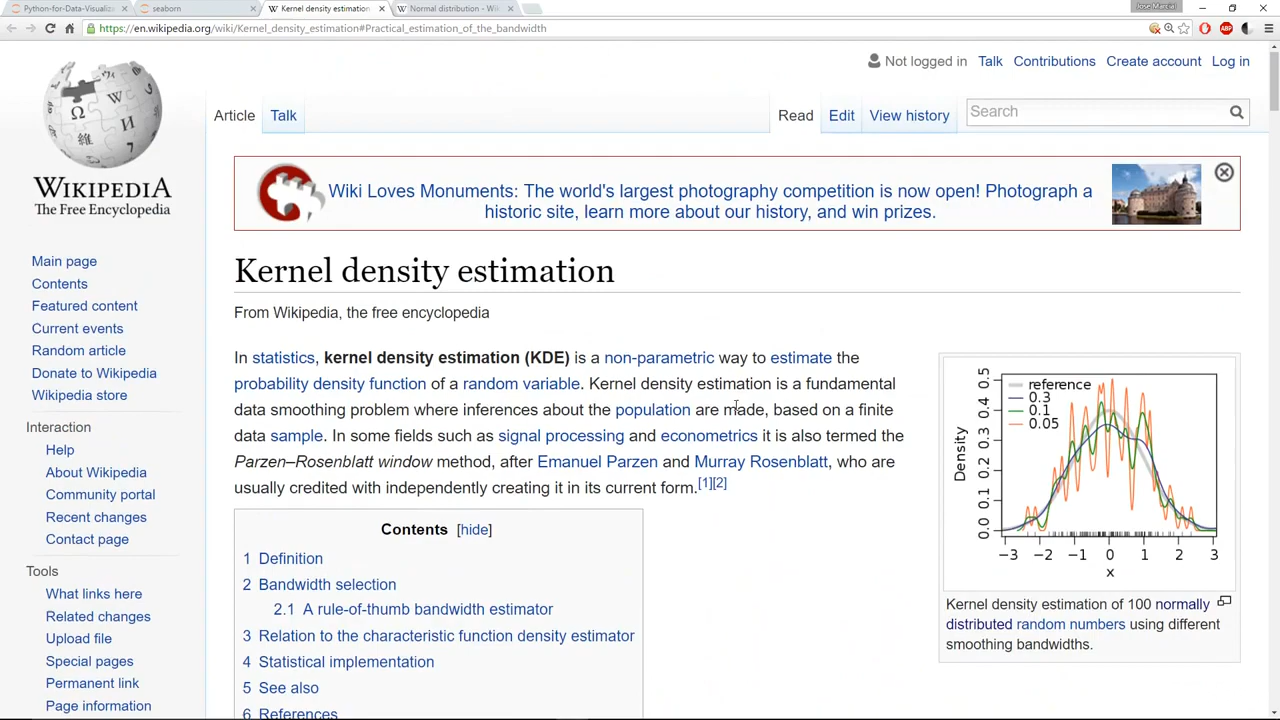 Python-for-Data-Visualiz
seaborn
Kernel density estimation
Normal distribution - Wik
Jose Marcial
https://en.wikipedia.org/wiki/Kernel_density_estimation#Practical_estimation_of_the_bandwidth
ABP
Not logged in Talk Contributions Create account Log in
Article Talk Read Edit View history Search
WIKIPEDIA
The Free Encyclopedia
Wiki Loves Monuments: The world's largest photography competition is now open! Photograph a
historic site, learn more about our history, and win prizes.
Main page
Contents
Featured content
Current events
Random article
Donate to Wikipedia
Wikipedia store
Interaction
Help
About Wikipedia
Community portal
Recent changes
Contact page
Tools
What links here
Related changes
Upload file
Special pages
Permanent link
Page information
Kernel density estimation
From Wikipedia, the free encyclopedia
In statistics, kernel density estimation (KDE) is a non-parametric way to estimate the
probability density function of a random variable. Kernel density estimation is a fundamental
data smoothing problem where inferences about the population are made, based on a finite
data sample. In some fields such as signal processing and econometrics it is also termed the
Parzen–Rosenblatt window method, after Emanuel Parzen and Murray Rosenblatt, who are
usually credited with independently creating it in its current form.[1][2]
Contents [hide]
1 Definition
2 Bandwidth selection
2.1 A rule-of-thumb bandwidth estimator
3 Relation to the characteristic function density estimator
4 Statistical implementation
5 See also
6 References
reference
0.3
0.1
0.05
Density
0.5
0.4
0.3
0.2
0.1
0.0
−3 −2 −1 0 1 2 3
x
Kernel density estimation of 100 normally
distributed random numbers using different
smoothing bandwidths.